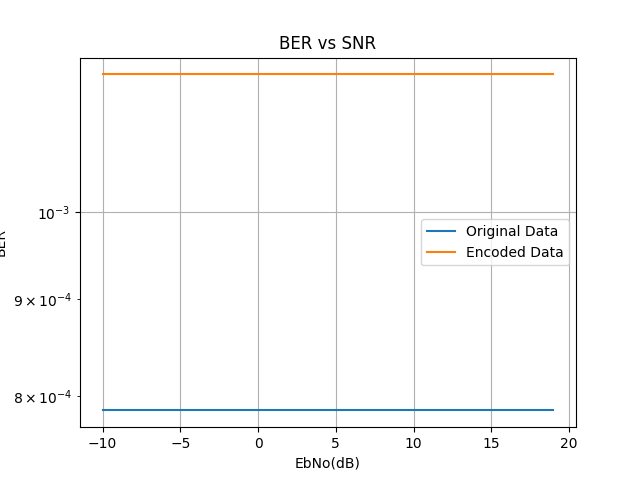 BER vs SNR
10⁻³
9 × 10⁻⁴
8 × 10⁻⁴
BER
Original Data
Encoded Data
−10 −5 0 5 10 15 20
EbNo(dB)